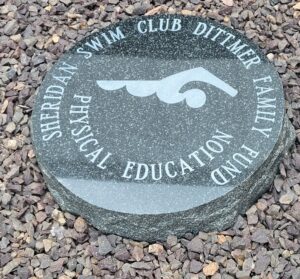 SHERIDAN SWIM CLUB DITTMER FAMILY FUND
PHYSICAL EDUCATION